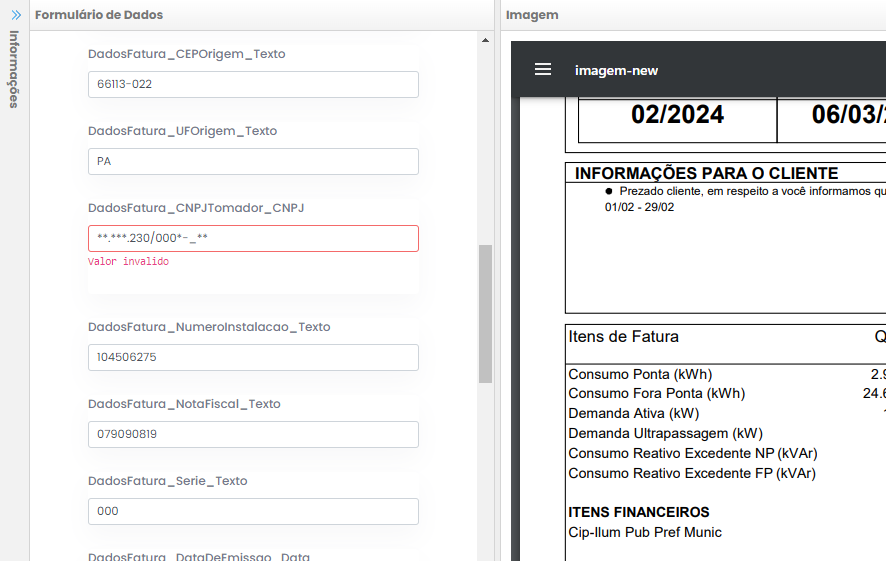 Formulário de Dados
Informações
DadosFatura_CEPOrigem_Texto
66113-022
DadosFatura_UFOrigem_Texto
PA
DadosFatura_CNPJTomador_CNPJ
**.***.230/000*-_**
Valor invalido
DadosFatura_NumeroInstalacao_Texto
104506275
DadosFatura_NotaFiscal_Texto
079090819
DadosFatura_Serie_Texto
000
DadosFatura_DataDeEmissao_Data
Imagem
imagem-new
02/2024 06/03/2
INFORMAÇÕES PARA O CLIENTE
● Prezado cliente, em respeito a você informamos qu
01/02 - 29/02
Itens de Fatura Q
Consumo Ponta (kWh) 2.9
Consumo Fora Ponta (kWh) 24.6
Demanda Ativa (kW)
Demanda Ultrapassagem (kW)
Consumo Reativo Excedente NP (kVAr)
Consumo Reativo Excedente FP (kVAr)
ITENS FINANCEIROS
Cip-Ilum Pub Pref Munic